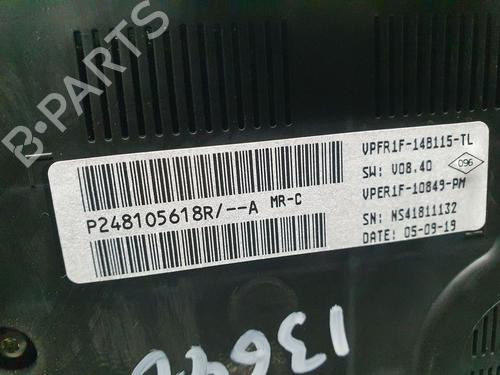 B-PARTS
VPFR1F-14B115-TL
SW: V08.40
096
VPER1F-10849-PM
P248105618R/--A MR-C
SN: NS41811132
DATE: 05-09-19